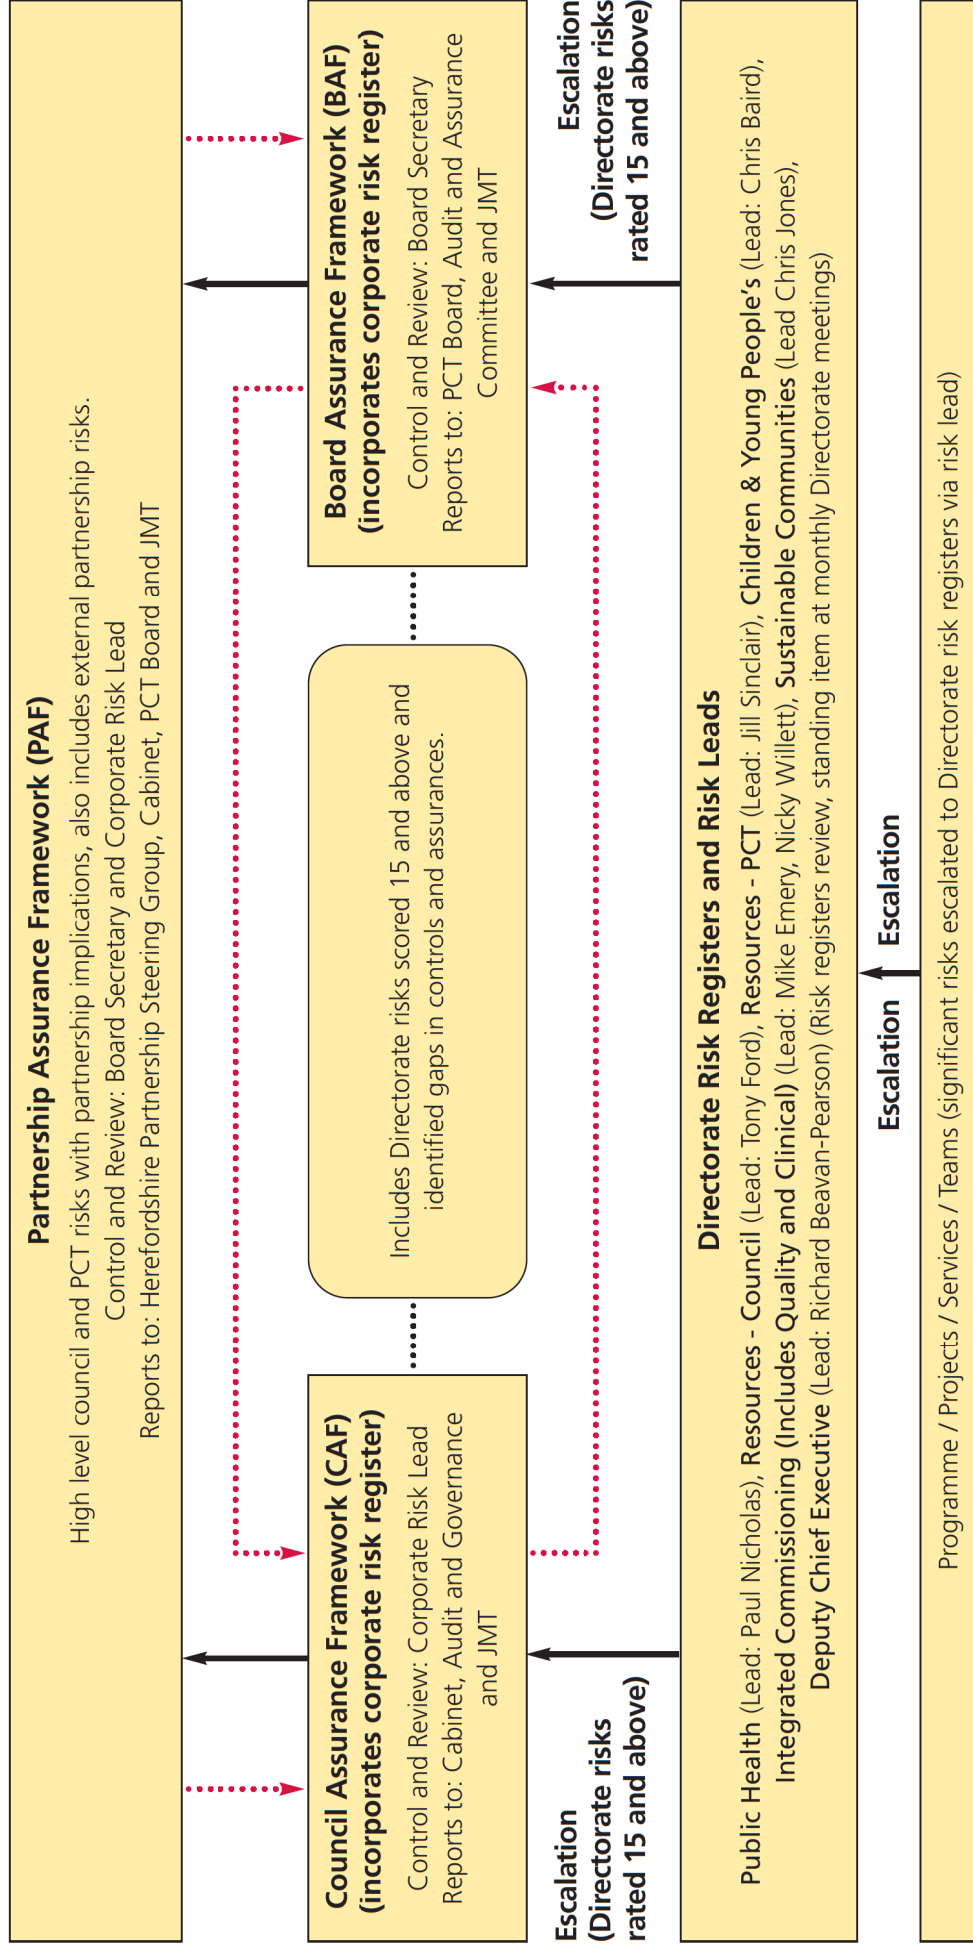 Partnership Assurance Framework (PAF)
High level council and PCT risks with partnership implications, also includes external partnership risks.
Control and Review: Board Secretary and Corporate Risk Lead
Reports to: Herefordshire Partnership Steering Group, Cabinet, PCT Board and JMT
Council Assurance Framework (CAF)
(incorporates corporate risk register)
Control and Review: Corporate Risk Lead
Reports to: Cabinet, Audit and Governance
and JMT
Includes Directorate risks scored 15 and above and
identified gaps in controls and assurances.
Board Assurance Framework (BAF)
(incorporates corporate risk register)
Control and Review: Board Secretary
Reports to: PCT Board, Audit and Assurance
Committee and JMT
Escalation
(Directorate risks
rated 15 and above)
Escalation
(Directorate risks
rated 15 and above)
Directorate Risk Registers and Risk Leads
Public Health (Lead: Paul Nicholas), Resources - Council (Lead: Tony Ford), Resources - PCT (Lead: Jill Sinclair), Children & Young People's (Lead: Chris Baird),
Integrated Commissioning (Includes Quality and Clinical) (Lead: Mike Emery, Nicky Willett), Sustainable Communities (Lead Chris Jones),
Deputy Chief Executive (Lead: Richard Beavan-Pearson) (Risk registers review, standing item at monthly Directorate meetings)
Escalation Escalation
Programme / Projects / Services / Teams (significant risks escalated to Directorate risk registers via risk lead)